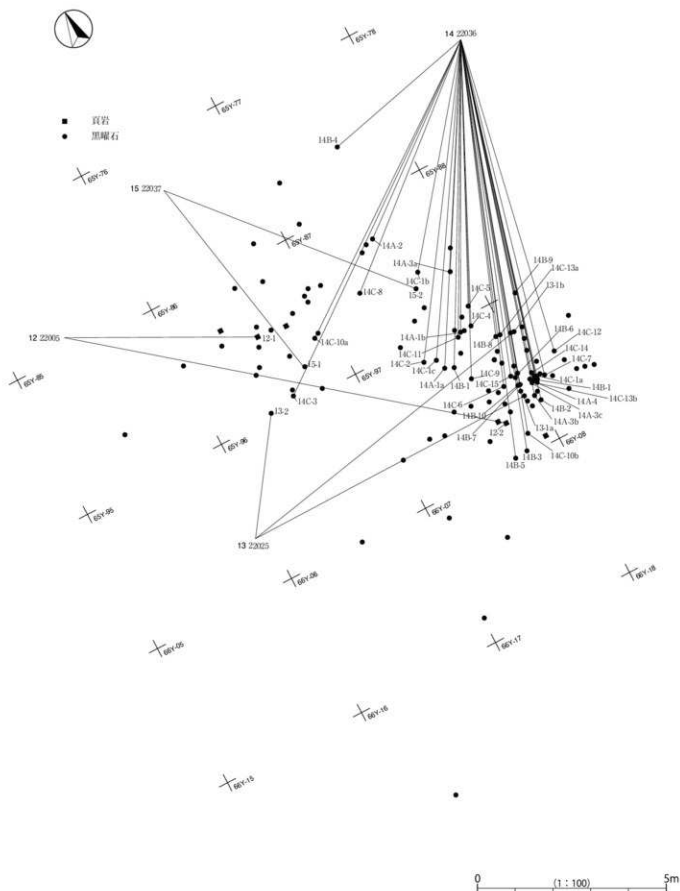 65Y-78
14 22036
65Y-77
頁岩
黒曜石
14B-4
65Y-76
65Y-88
15 22037
65Y-87
14A-2
14B-9
14C-13a
13-1b
14A-3a
14C-1b
15-2
14C-8
14C-5
14C-4
65Y-86
14B-6
14C-12
14A-1b
14B-8
14C-14
12 22005
12-1
14C-10a
14C-11
14C-7
14C-2
14C-1c
14A-1a
14B-1
14C-9
14C-15
14C-1a
14B-1
65Y-85
15-1
65Y-97
14C-13b
14A-4
14A-3c
14C-3
14C-6
14B-10
14B-2
14A-3b
13-2
12-2
13-1a
66Y-08
65Y-96
14B-7
14C-10b
14B-5
14B-3
65Y-95
66Y-07
13 22025
66Y-06
66Y-18
66Y-05
66Y-17
66Y-16
66Y-15
0
(1：100)
5m